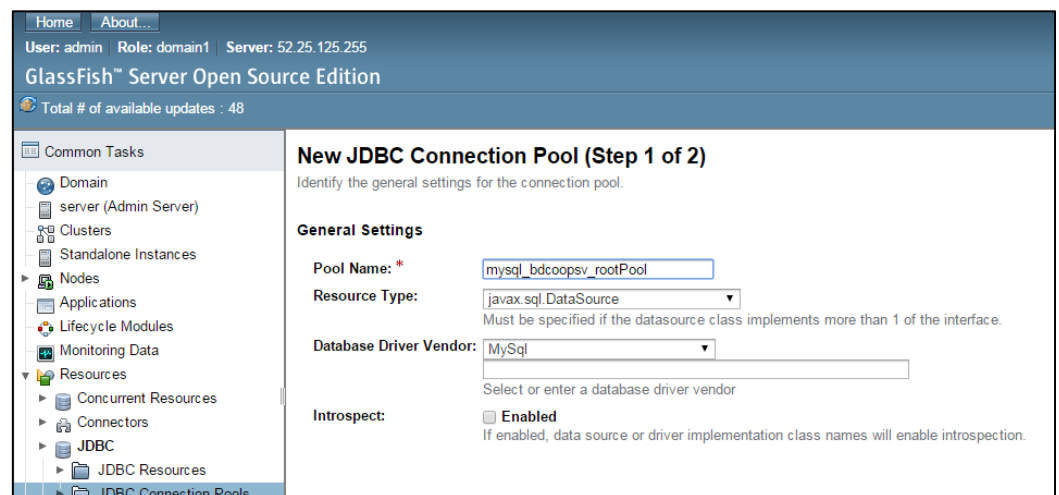 Home About...
User: admin Role: domain1 Server: 52.25.125.255
GlassFish™ Server Open Source Edition
Total # of available updates : 48
Common Tasks
Domain
server (Admin Server)
Clusters
Standalone Instances
Nodes
Applications
Lifecycle Modules
Monitoring Data
Resources
Concurrent Resources
Connectors
JDBC
JDBC Resources
JDBC Connection Pools
New JDBC Connection Pool (Step 1 of 2)
Identify the general settings for the connection pool.
General Settings
Pool Name: * mysql_bdcoopsv_rootPool
Resource Type: javax.sql.DataSource
Must be specified if the datasource class implements more than 1 of the interface.
Database Driver Vendor: MySql
Select or enter a database driver vendor
Introspect: Enabled
If enabled, data source or driver implementation class names will enable introspection.